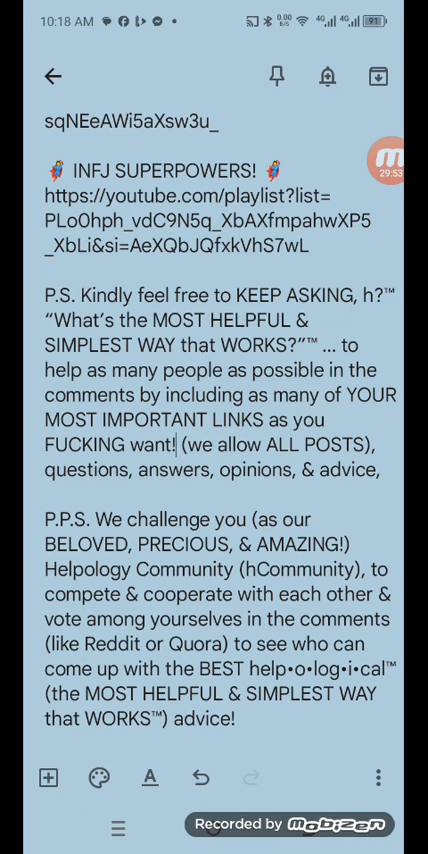 10:18 AM
0.00
B/S
4G
4G
91
sqNEeAWi5aXsw3u_
🦸 INFJ SUPERPOWERS! 🦸
https://youtube.com/playlist?list=
PLo0hph_vdC9N5q_XbAXfmpahwXP5
_XbLi&si=AeXQbJQfxkVhS7wL
29:53
P.S. Kindly feel free to KEEP ASKING, h?™
“What’s the MOST HELPFUL &
SIMPLEST WAY that WORKS?”™ ... to
help as many people as possible in the
comments by including as many of YOUR
MOST IMPORTANT LINKS as you
FUCKING want! (we allow ALL POSTS),
questions, answers, opinions, & advice,
P.P.S. We challenge you (as our
BELOVED, PRECIOUS, & AMAZING!)
Helpology Community (hCommunity), to
compete & cooperate with each other &
vote among yourselves in the comments
(like Reddit or Quora) to see who can
come up with the BEST help•o•log•i•cal™
(the MOST HELPFUL & SIMPLEST WAY
that WORKS™) advice!
A
Recorded by mobizen